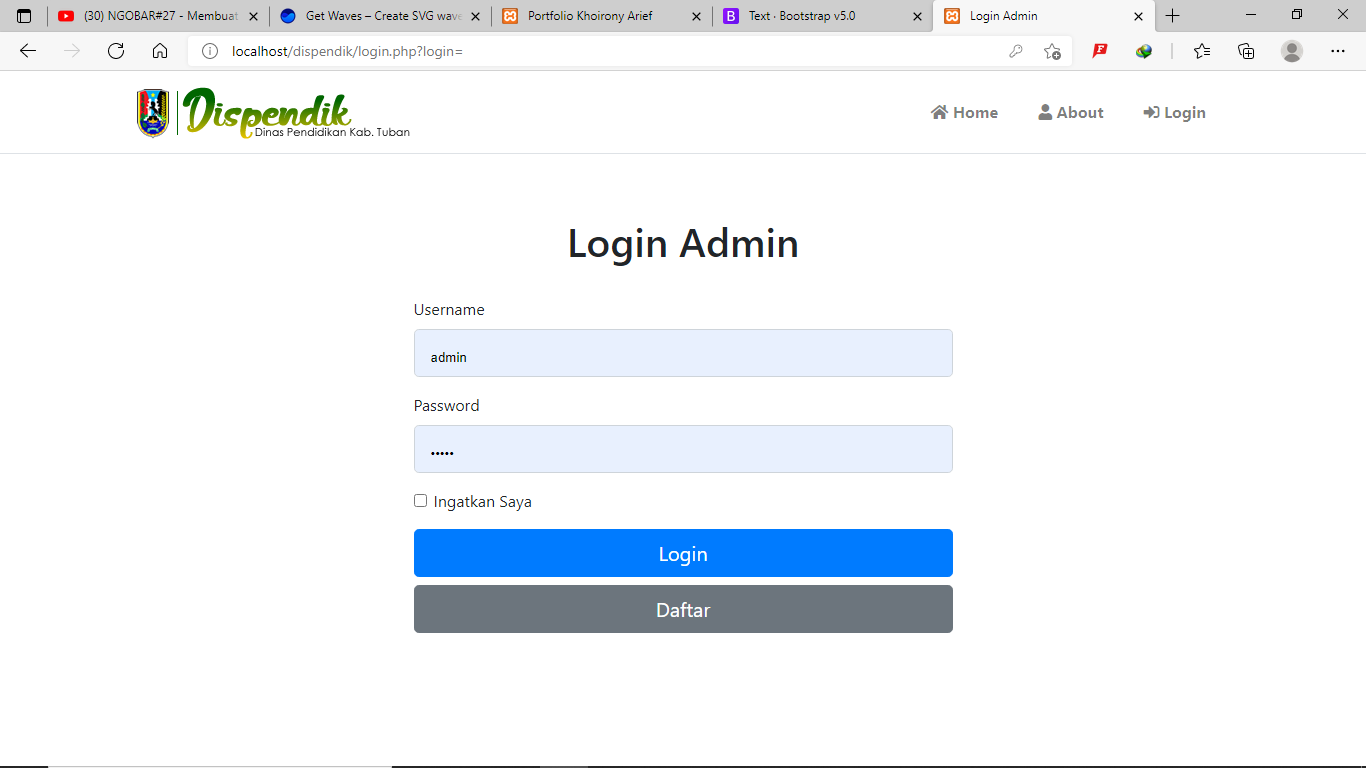 (30) NGOBAR#27 - Membuat
Get Waves – Create SVG wave
Portfolio Khoirony Arief
Text · Bootstrap v5.0
Login Admin
localhost/dispendik/login.php?login=
Dispendik
Dinas Pendidikan Kab. Tuban
Home
About
Login
Login Admin
Username
admin
Password
•••••
Ingatkan Saya
Login
Daftar